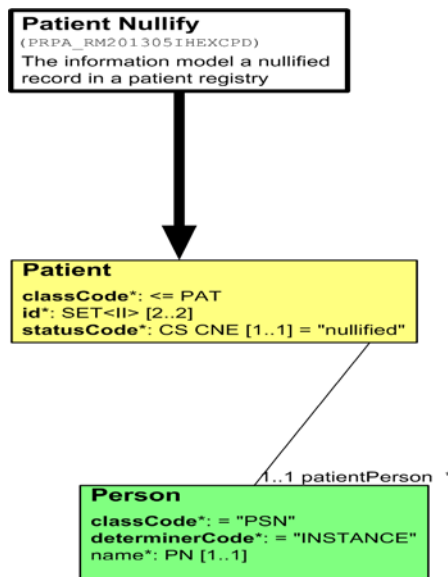 Patient Nullify
(PRPA_RM201305IHEXCPD)
The information model a nullified
record in a patient registry
Patient
classCode*: <= PAT
id*: SET<II> [2..2]
statusCode*: CS CNE [1..1] = "nullified"
1..1 patientPerson
Person
classCode*: = "PSN"
determinerCode*: = "INSTANCE"
name*: PN [1..1]